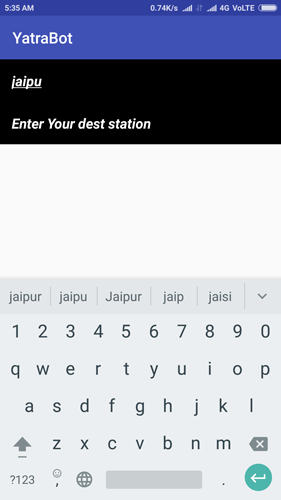 5:35 AM 0.74K/s 4G VoLTE
YatraBot
jaipu
Enter Your dest station
jaipur jaipu Jaipur jaip jaisi
1 2 3 4 5 6 7 8 9 0
q w e r t y u i o p
a s d f g h j k l
z x c v b n m
?123 , .